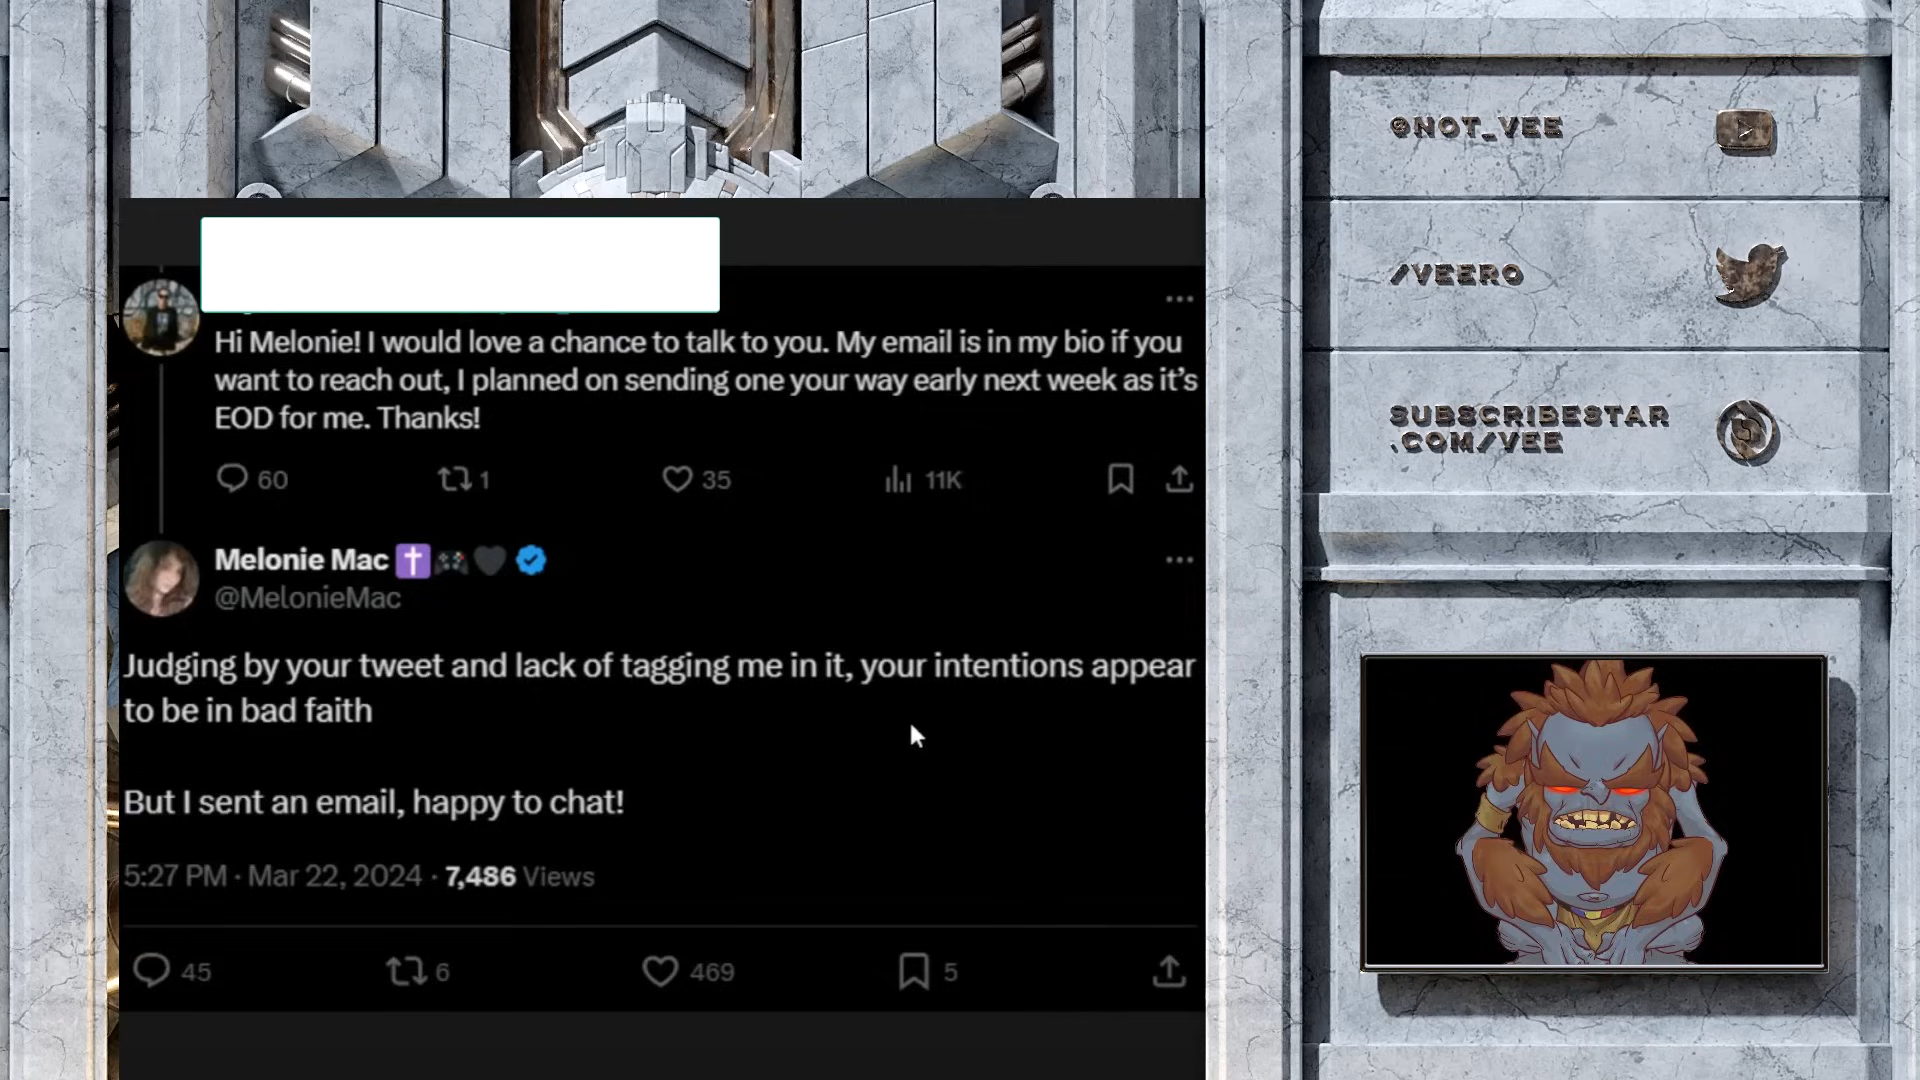 @NOT_VEE
/VEERO
SUBSCRIBESTAR
.COM/VEE
Hi Melonie! I would love a chance to talk to you. My email is in my bio if you
want to reach out, I planned on sending one your way early next week as it's
EOD for me. Thanks!
60 1 35 11K
Melonie Mac
@MelonieMac
Judging by your tweet and lack of tagging me in it, your intentions appear
to be in bad faith
But I sent an email, happy to chat!
5:27 PM · Mar 22, 2024 · 7,486 Views
45 6 469 5